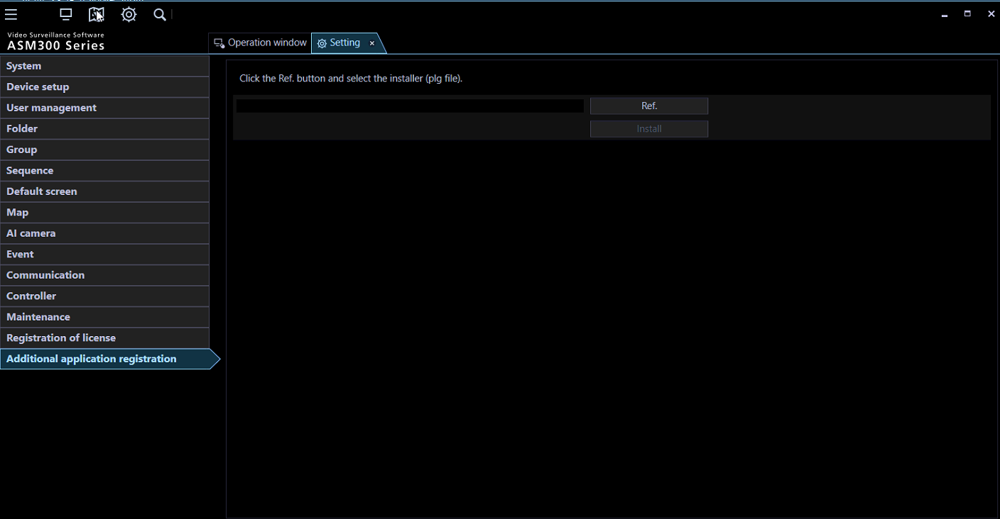 Video Surveillance Software
ASM300 Series
Operation window
Setting
System
Device setup
User management
Folder
Group
Sequence
Default screen
Map
AI camera
Event
Communication
Controller
Maintenance
Registration of license
Additional application registration
Click the Ref. button and select the installer (plg file).
Ref.
Install